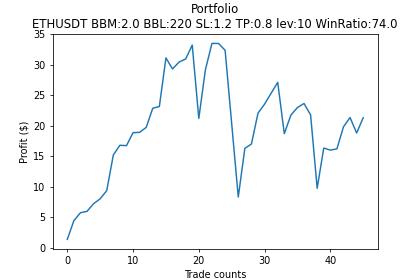 Portfolio
ETHUSDT BBM:2.0 BBL:220 SL:1.2 TP:0.8 lev:10 WinRatio:74.0
35
30
25
20
15
10
5
0
Profit ($)
0 10 20 30 40
Trade counts